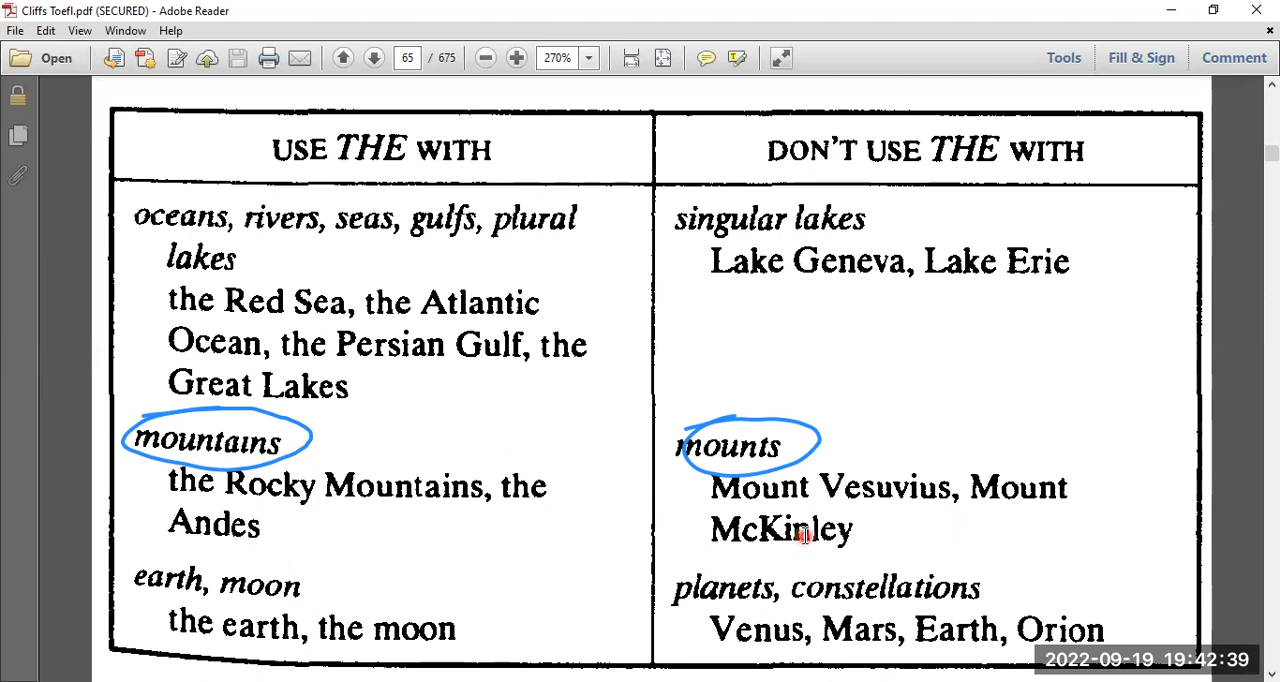 Cliffs Toefl.pdf (SECURED) - Adobe Reader
File Edit View Window Help
Open 65 / 675 270% Tools Fill & Sign Comment
USE THE WITH
DON'T USE THE WITH
oceans, rivers, seas, gulfs, plural
lakes
the Red Sea, the Atlantic
Ocean, the Persian Gulf, the
Great Lakes
singular lakes
Lake Geneva, Lake Erie
mountains
the Rocky Mountains, the
Andes
mounts
Mount Vesuvius, Mount
McKinley
earth, moon
the earth, the moon
planets, constellations
Venus, Mars, Earth, Orion
2022-09-19 19:42:39